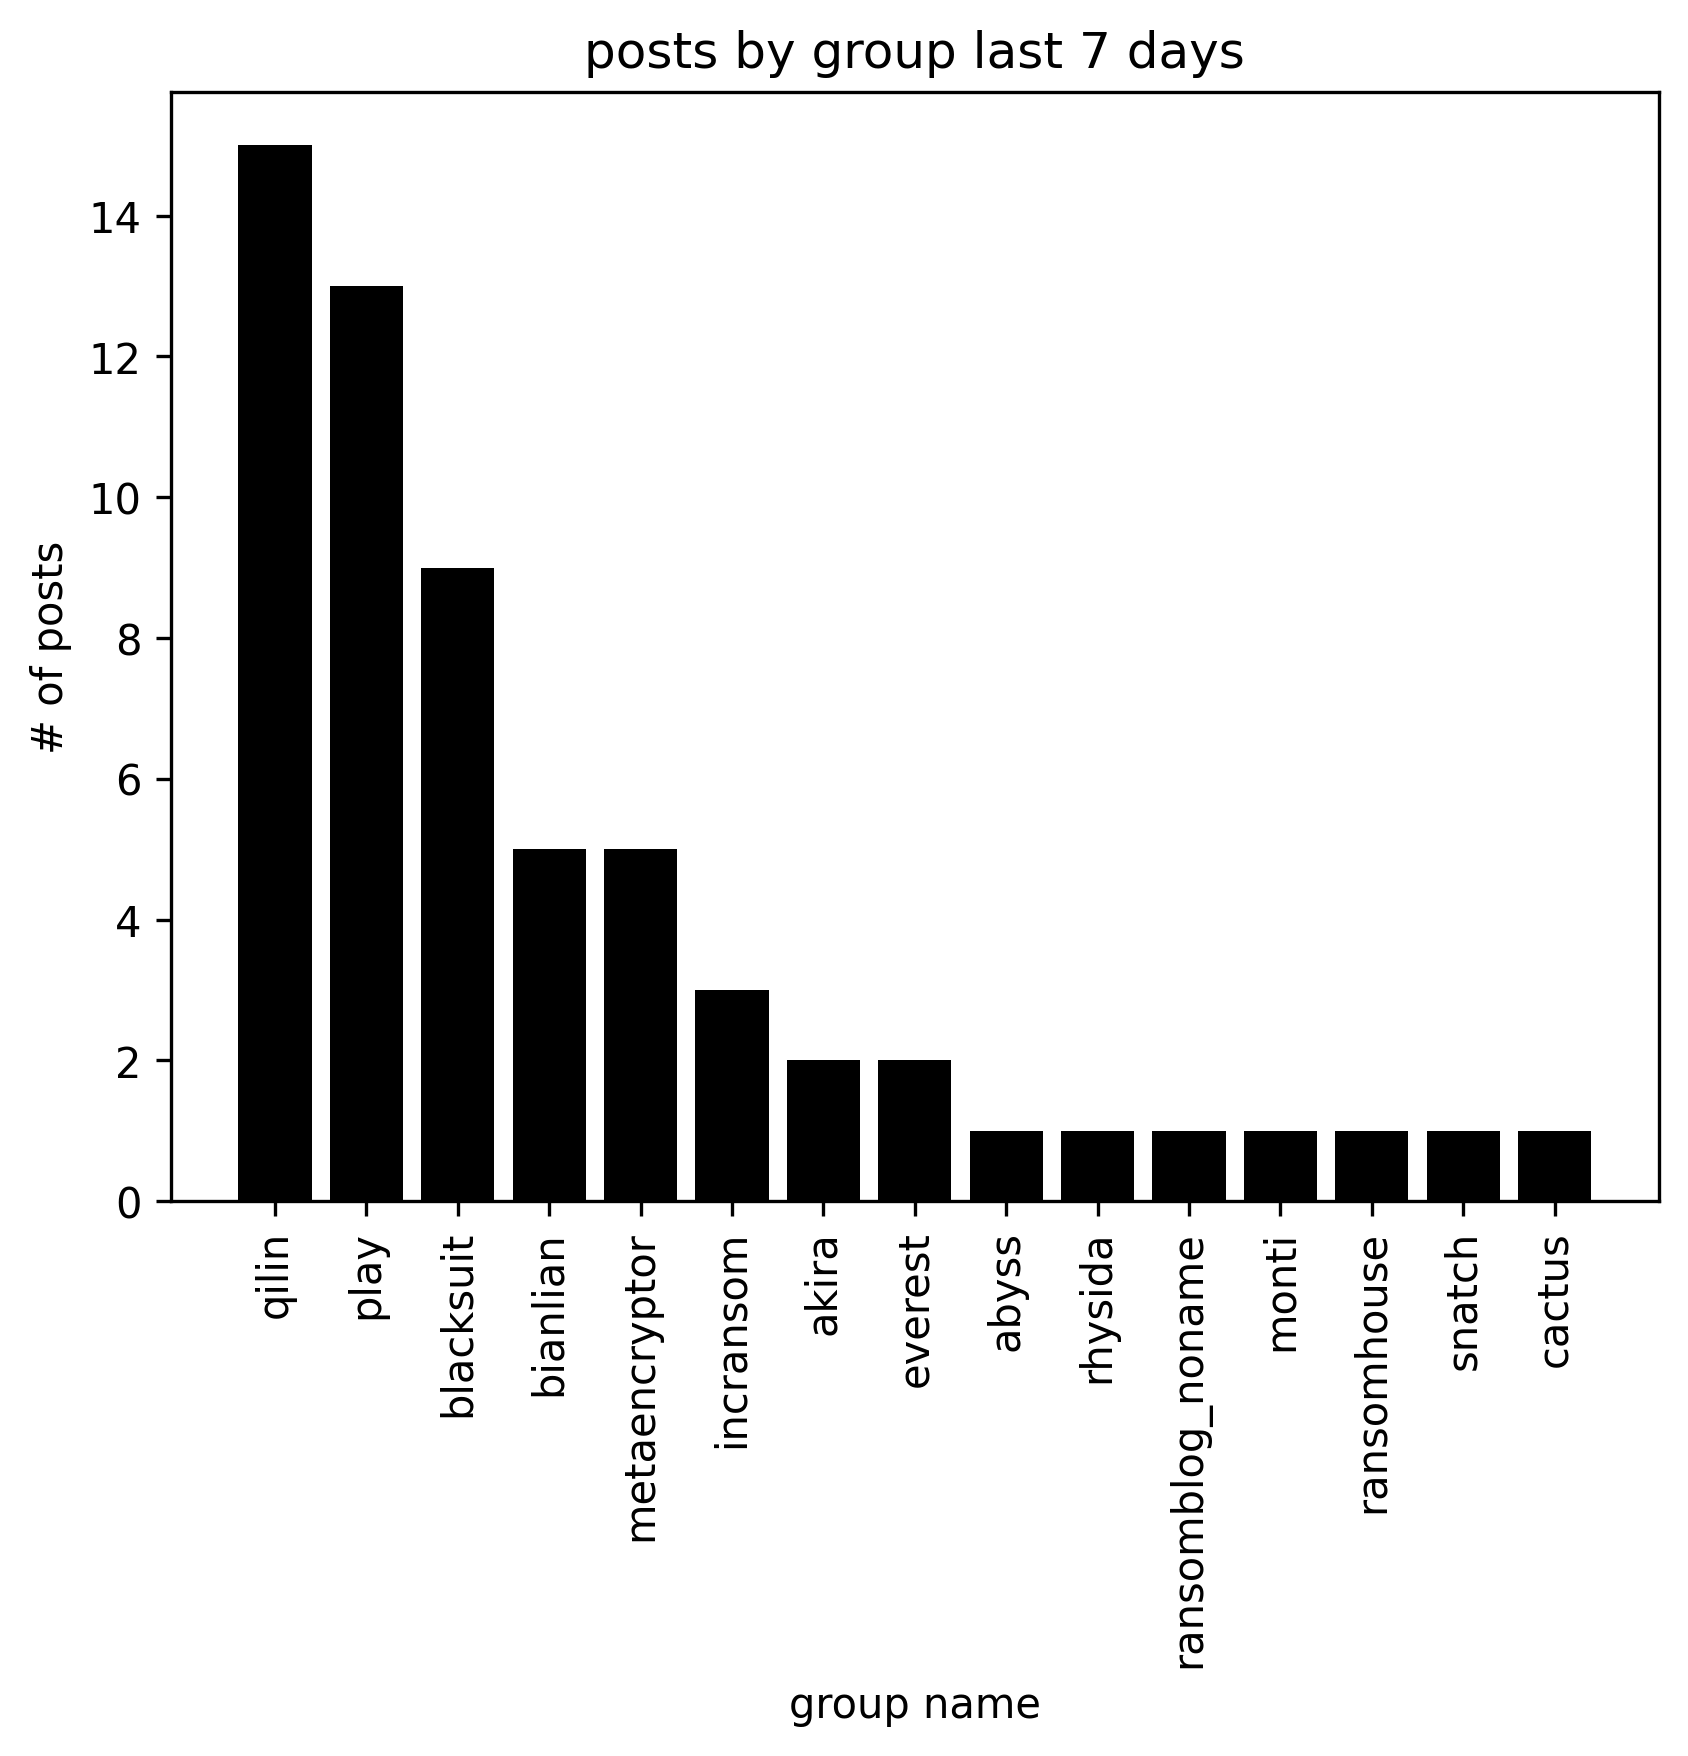 posts by group last 7 days
# of posts
14
12
10
8
6
4
2
0
qilin
play
blacksuit
bianlian
metaencryptor
incransom
akira
everest
abyss
rhysida
ransomblog_noname
monti
ransomhouse
snatch
cactus
group name